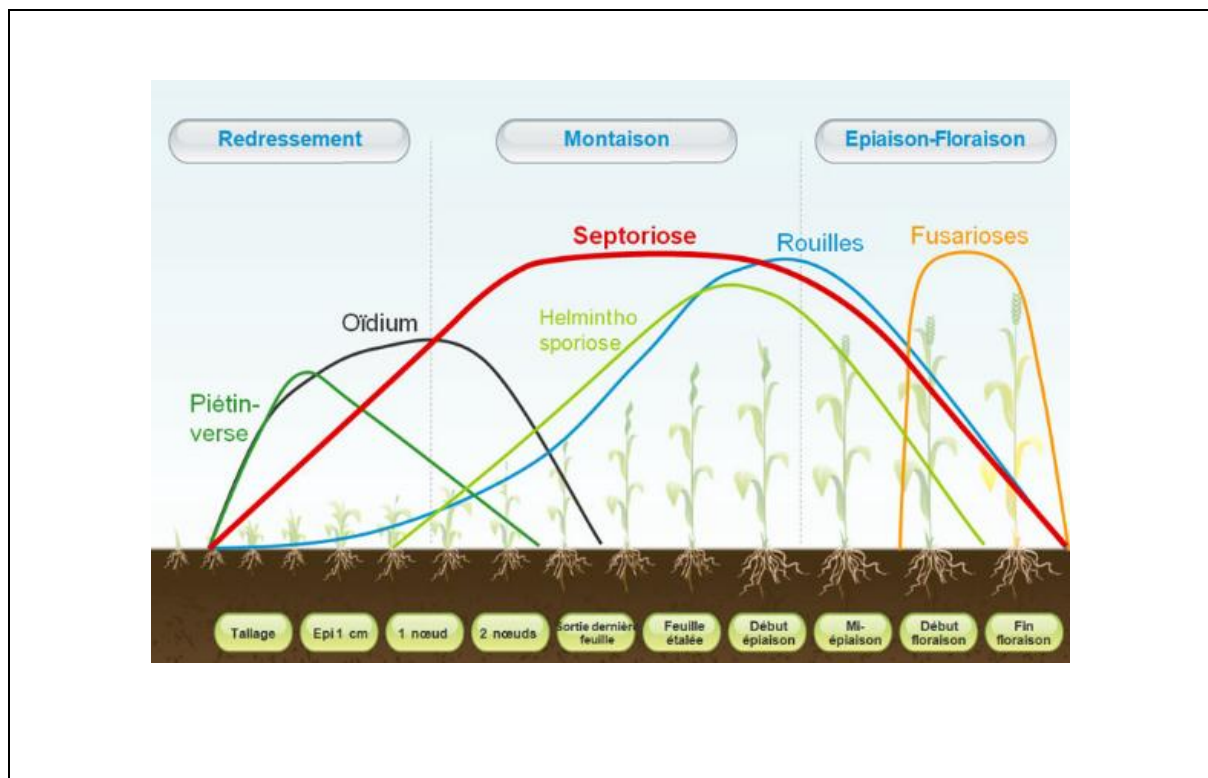 Redressement
Montaison
Epiaison-Floraison
Septoriose
Rouilles
Fusarioses
Oïdium
Helmintho
sporiose
Piétin-
verse
Tallage
Epi 1 cm
1 nœud
2 nœuds
Sortie dernière
feuille
Feuille
étalée
Début
épiaison
Mi-
épiaison
Début
floraison
Fin
floraison